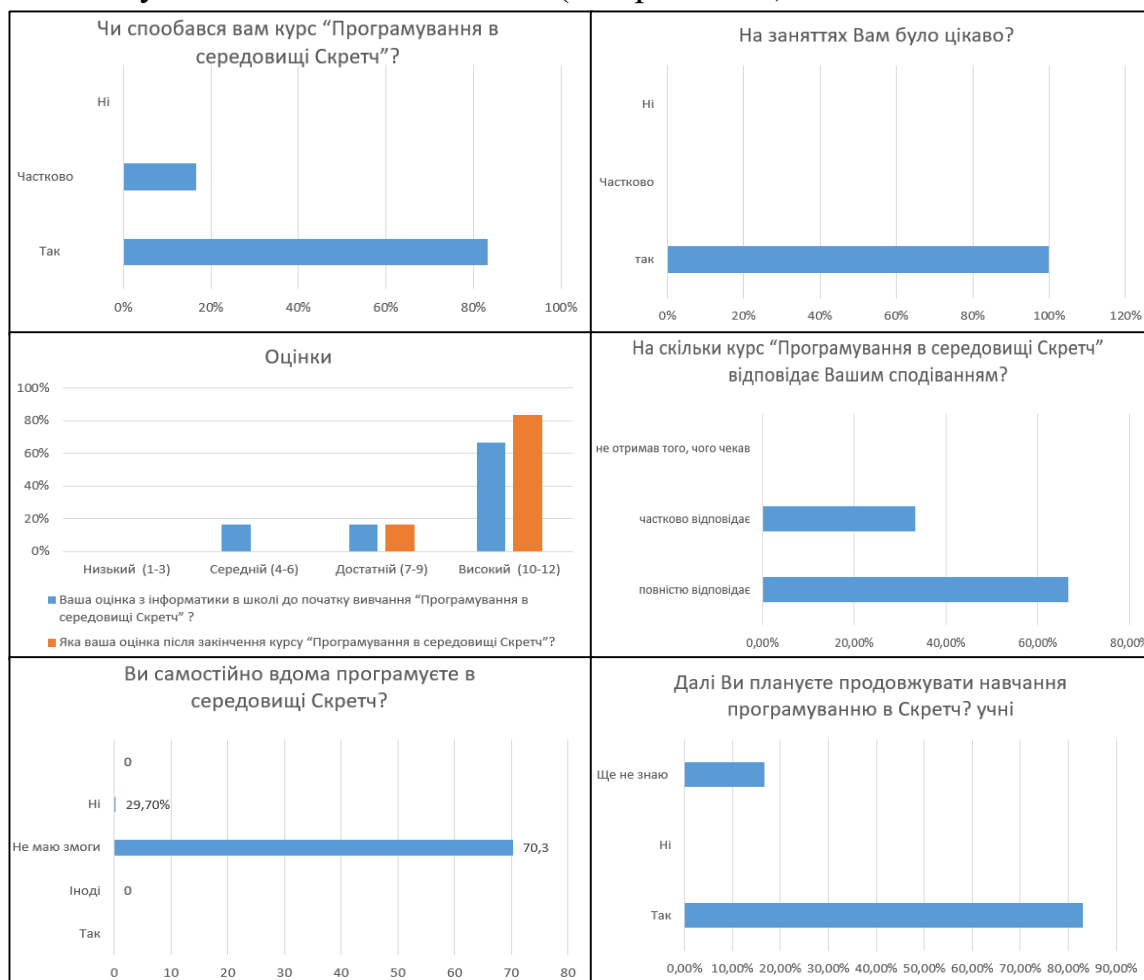 Чи спообався вам курс “Програмування в
середовищі Скретч”?
Ні
Частково
Так
0% 20% 40% 60% 80% 100%
На заняттях Вам було цікаво?
Ні
Частково
так
0% 20% 40% 60% 80% 100% 120%
Оцінки
100%
80%
60%
40%
20%
0%
Низький (1-3) Середній (4-6) Достатній (7-9) Високий (10-12)
Ваша оцінка з інформатики в школі до початку вивчання “Програмування в
середовищі Скретч” ?
Яка ваша оцінка після закінчення курсу “Програмування в середовищі Скретч”?
На скільки курс “Програмування в середовищі Скретч”
відповідає Вашим сподіванням?
не отримав того, чого чекав
частково відповідає
повністю відповідає
0,00% 20,00% 40,00% 60,00% 80,00%
Ви самостійно вдома програмуєте в
середовищі Скретч?
0
Ні 29,70%
Не маю змоги 70,3
Іноді 0
Так
0 10 20 30 40 50 60 70 80
Далі Ви плануєте продовжувати навчання
програмуванню в Скретч? учні
Ще не знаю
Ні
Так
0,00% 10,00% 20,00% 30,00% 40,00% 50,00% 60,00% 70,00% 80,00% 90,00%